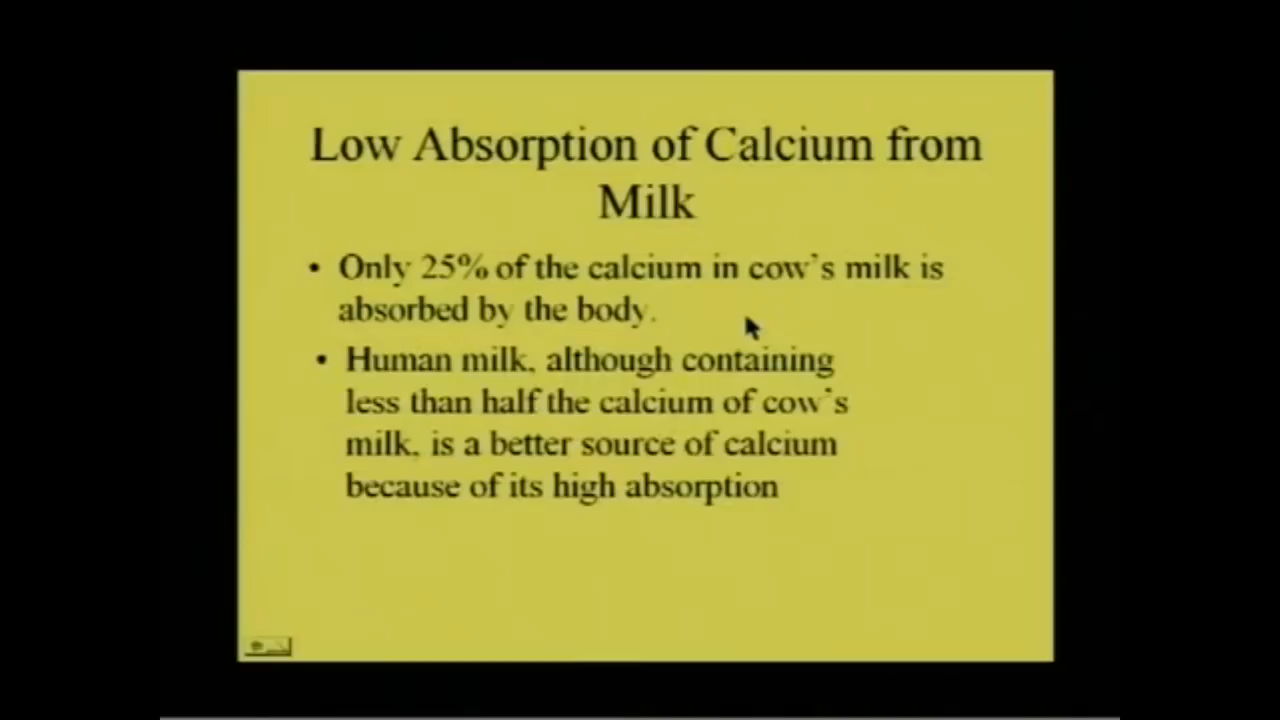 Low Absorption of Calcium from
Milk
• Only 25% of the calcium in cow's milk is
absorbed by the body.
• Human milk, although containing
less than half the calcium of cow's
milk, is a better source of calcium
because of its high absorption